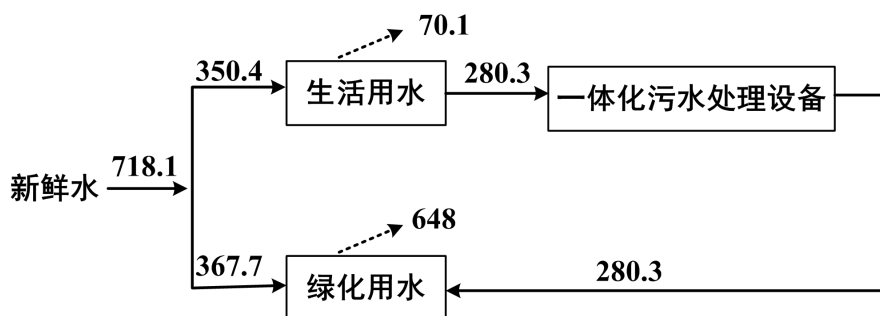 70.1
350.4
生活用水
280.3
一体化污水处理设备
新鲜水
718.1
648
367.7
绿化用水
280.3